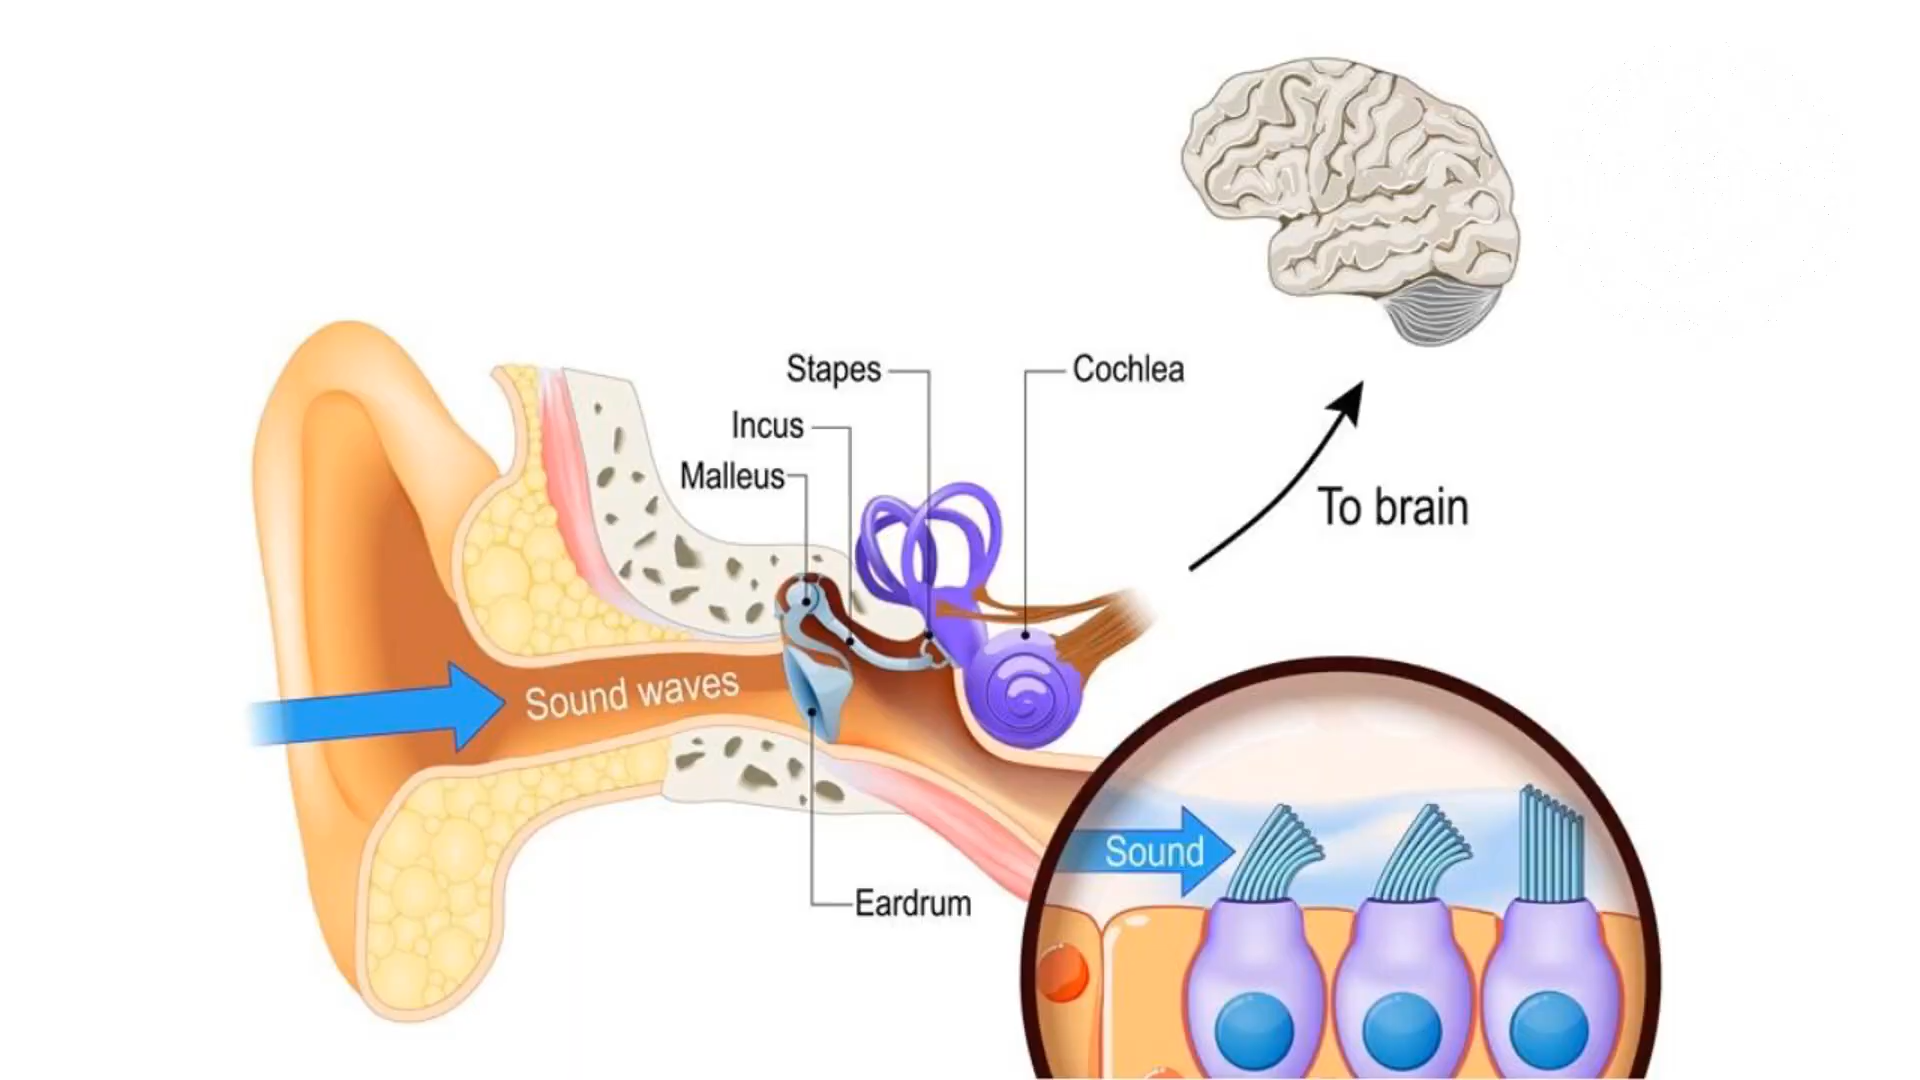 Stapes
Cochlea
Incus
Malleus
To brain
Sound waves
Sound
Eardrum